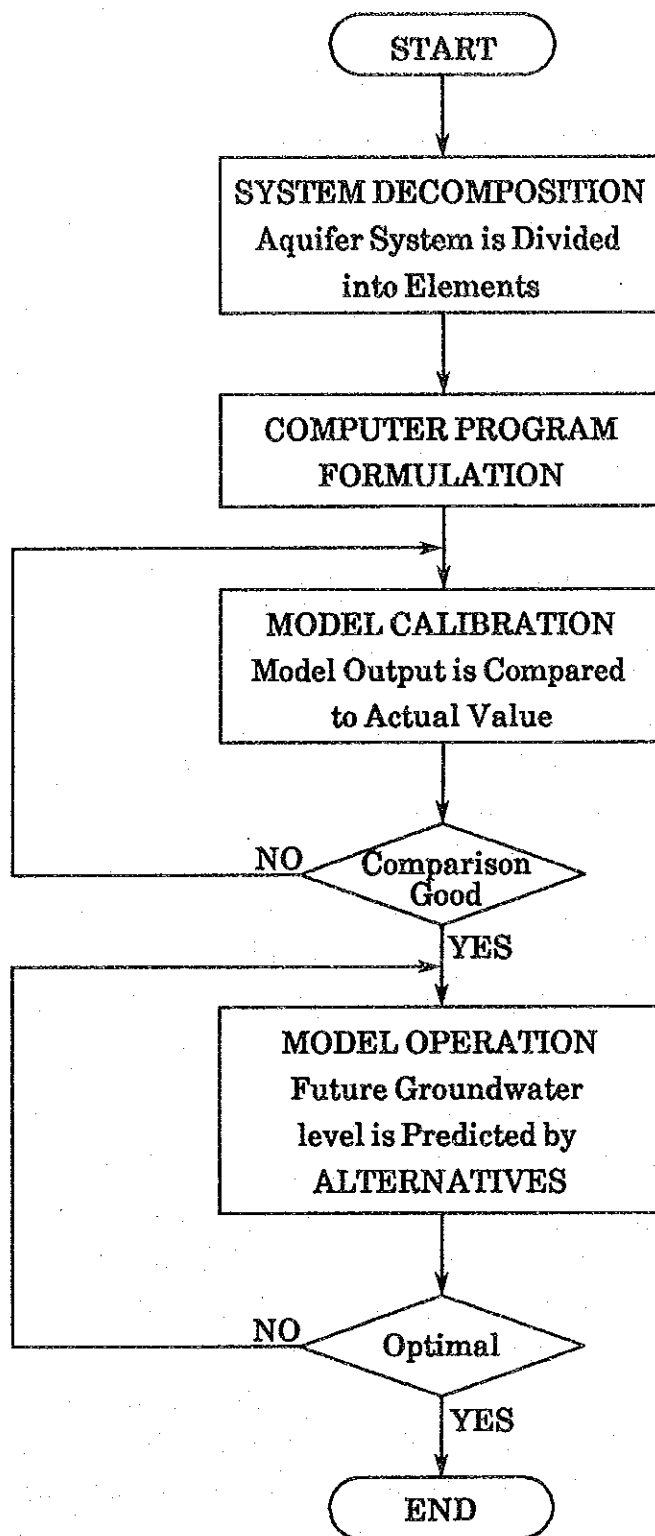 START
SYSTEM DECOMPOSITION
Aquifer System is Divided
into Elements
COMPUTER PROGRAM
FORMULATION
MODEL CALIBRATION
Model Output is Compared
to Actual Value
NO
Comparison
Good
YES
MODEL OPERATION
Future Groundwater
level is Predicted by
ALTERNATIVES
NO
Optimal
YES
END